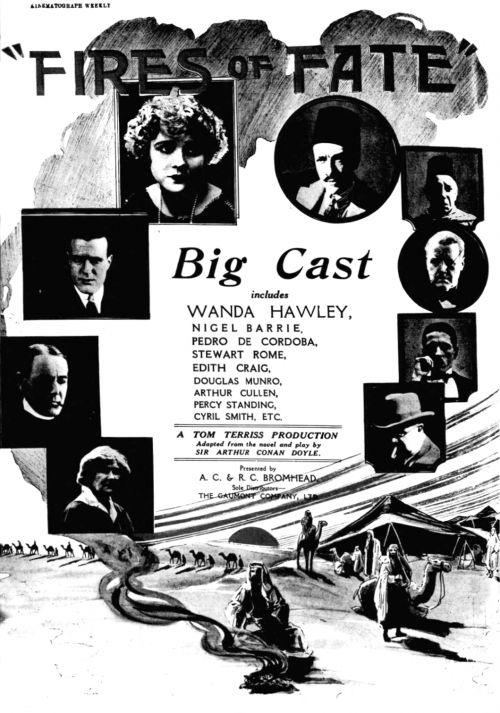 KINEMATOGRAPH WEEKLY
"FIRES OF FATE"
Big Cast
includes
WANDA HAWLEY,
NIGEL BARRIE,
PEDRO DE CORDOBA,
STEWART ROME,
EDITH CRAIG,
DOUGLAS MUNRO,
ARTHUR CULLEN,
PERCY STANDING,
CYRIL SMITH, ETC.
A TOM TERRISS PRODUCTION
Adapted from the novel and play by
SIR ARTHUR CONAN DOYLE.
Presented by
A. C. & R. C. BROMHEAD.
Sole Distributors—
THE GAUMONT COMPANY, LTD.